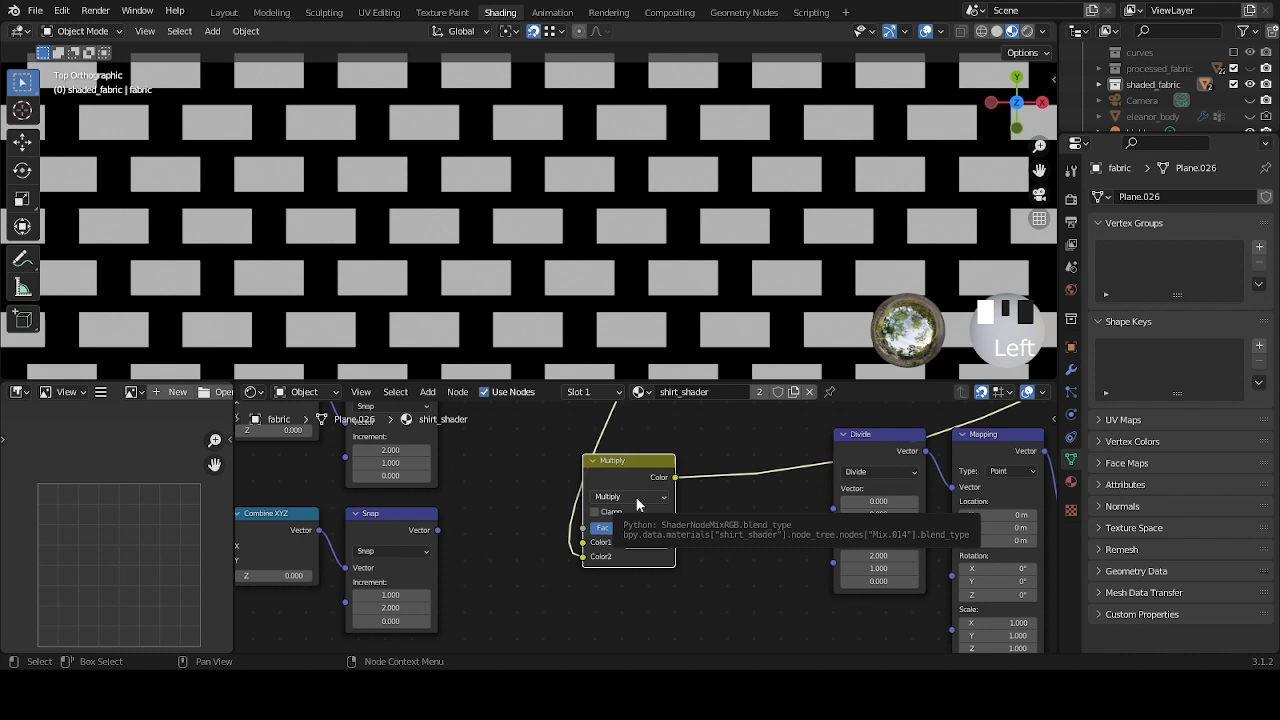 File Edit Render Window Help Layout Modeling Sculpting UV Editing Texture Paint Shading Animation Rendering Compositing Geometry Nodes Scripting + Scene ViewLayer
Object Mode View Select Add Object Global
Options
Top Orthographic
(0) shaded_fabric | fabric
Y
X
Z
curves
processed_fabric
shaded_fabric
Camera
eleanor_body
fabric Plane.026
Plane.026
Vertex Groups
Shape Keys
UV Maps
Vertex Colors
Face Maps
Attributes
Normals
Texture Space
Remesh
Geometry Data
Mesh Data Transfer
Custom Properties
Left
View New Open Object View Select Add Node Use Nodes Slot 1 shirt_shader 2
fabric Plane.026 shirt_shader
Z 0.000
Snap
Vector
Increment:
2.000
1.000
0.000
Combine XYZ
Vector
X
Y
Z 0.000
Snap
Vector
Snap
Vector
Increment:
1.000
2.000
0.000
Multiply
Color
Multiply
Clamp
Fac
Color1
Color2
Python: ShaderNodeMixRGB.blend_type
bpy.data.materials["shirt_shader"].node_tree.nodes["Mix.014"].blend_type
Divide
Vector
Divide
Vector:
0.000
2.000
1.000
0.000
Mapping
Vector
Type: Point
Vector
Location:
0 m
0 m
Rotation:
X 0°
Y 0°
Z 0°
Scale:
X 1.000
Y 1.000
Z 1.000
Select Box Select Pan View Node Context Menu 3.1.2